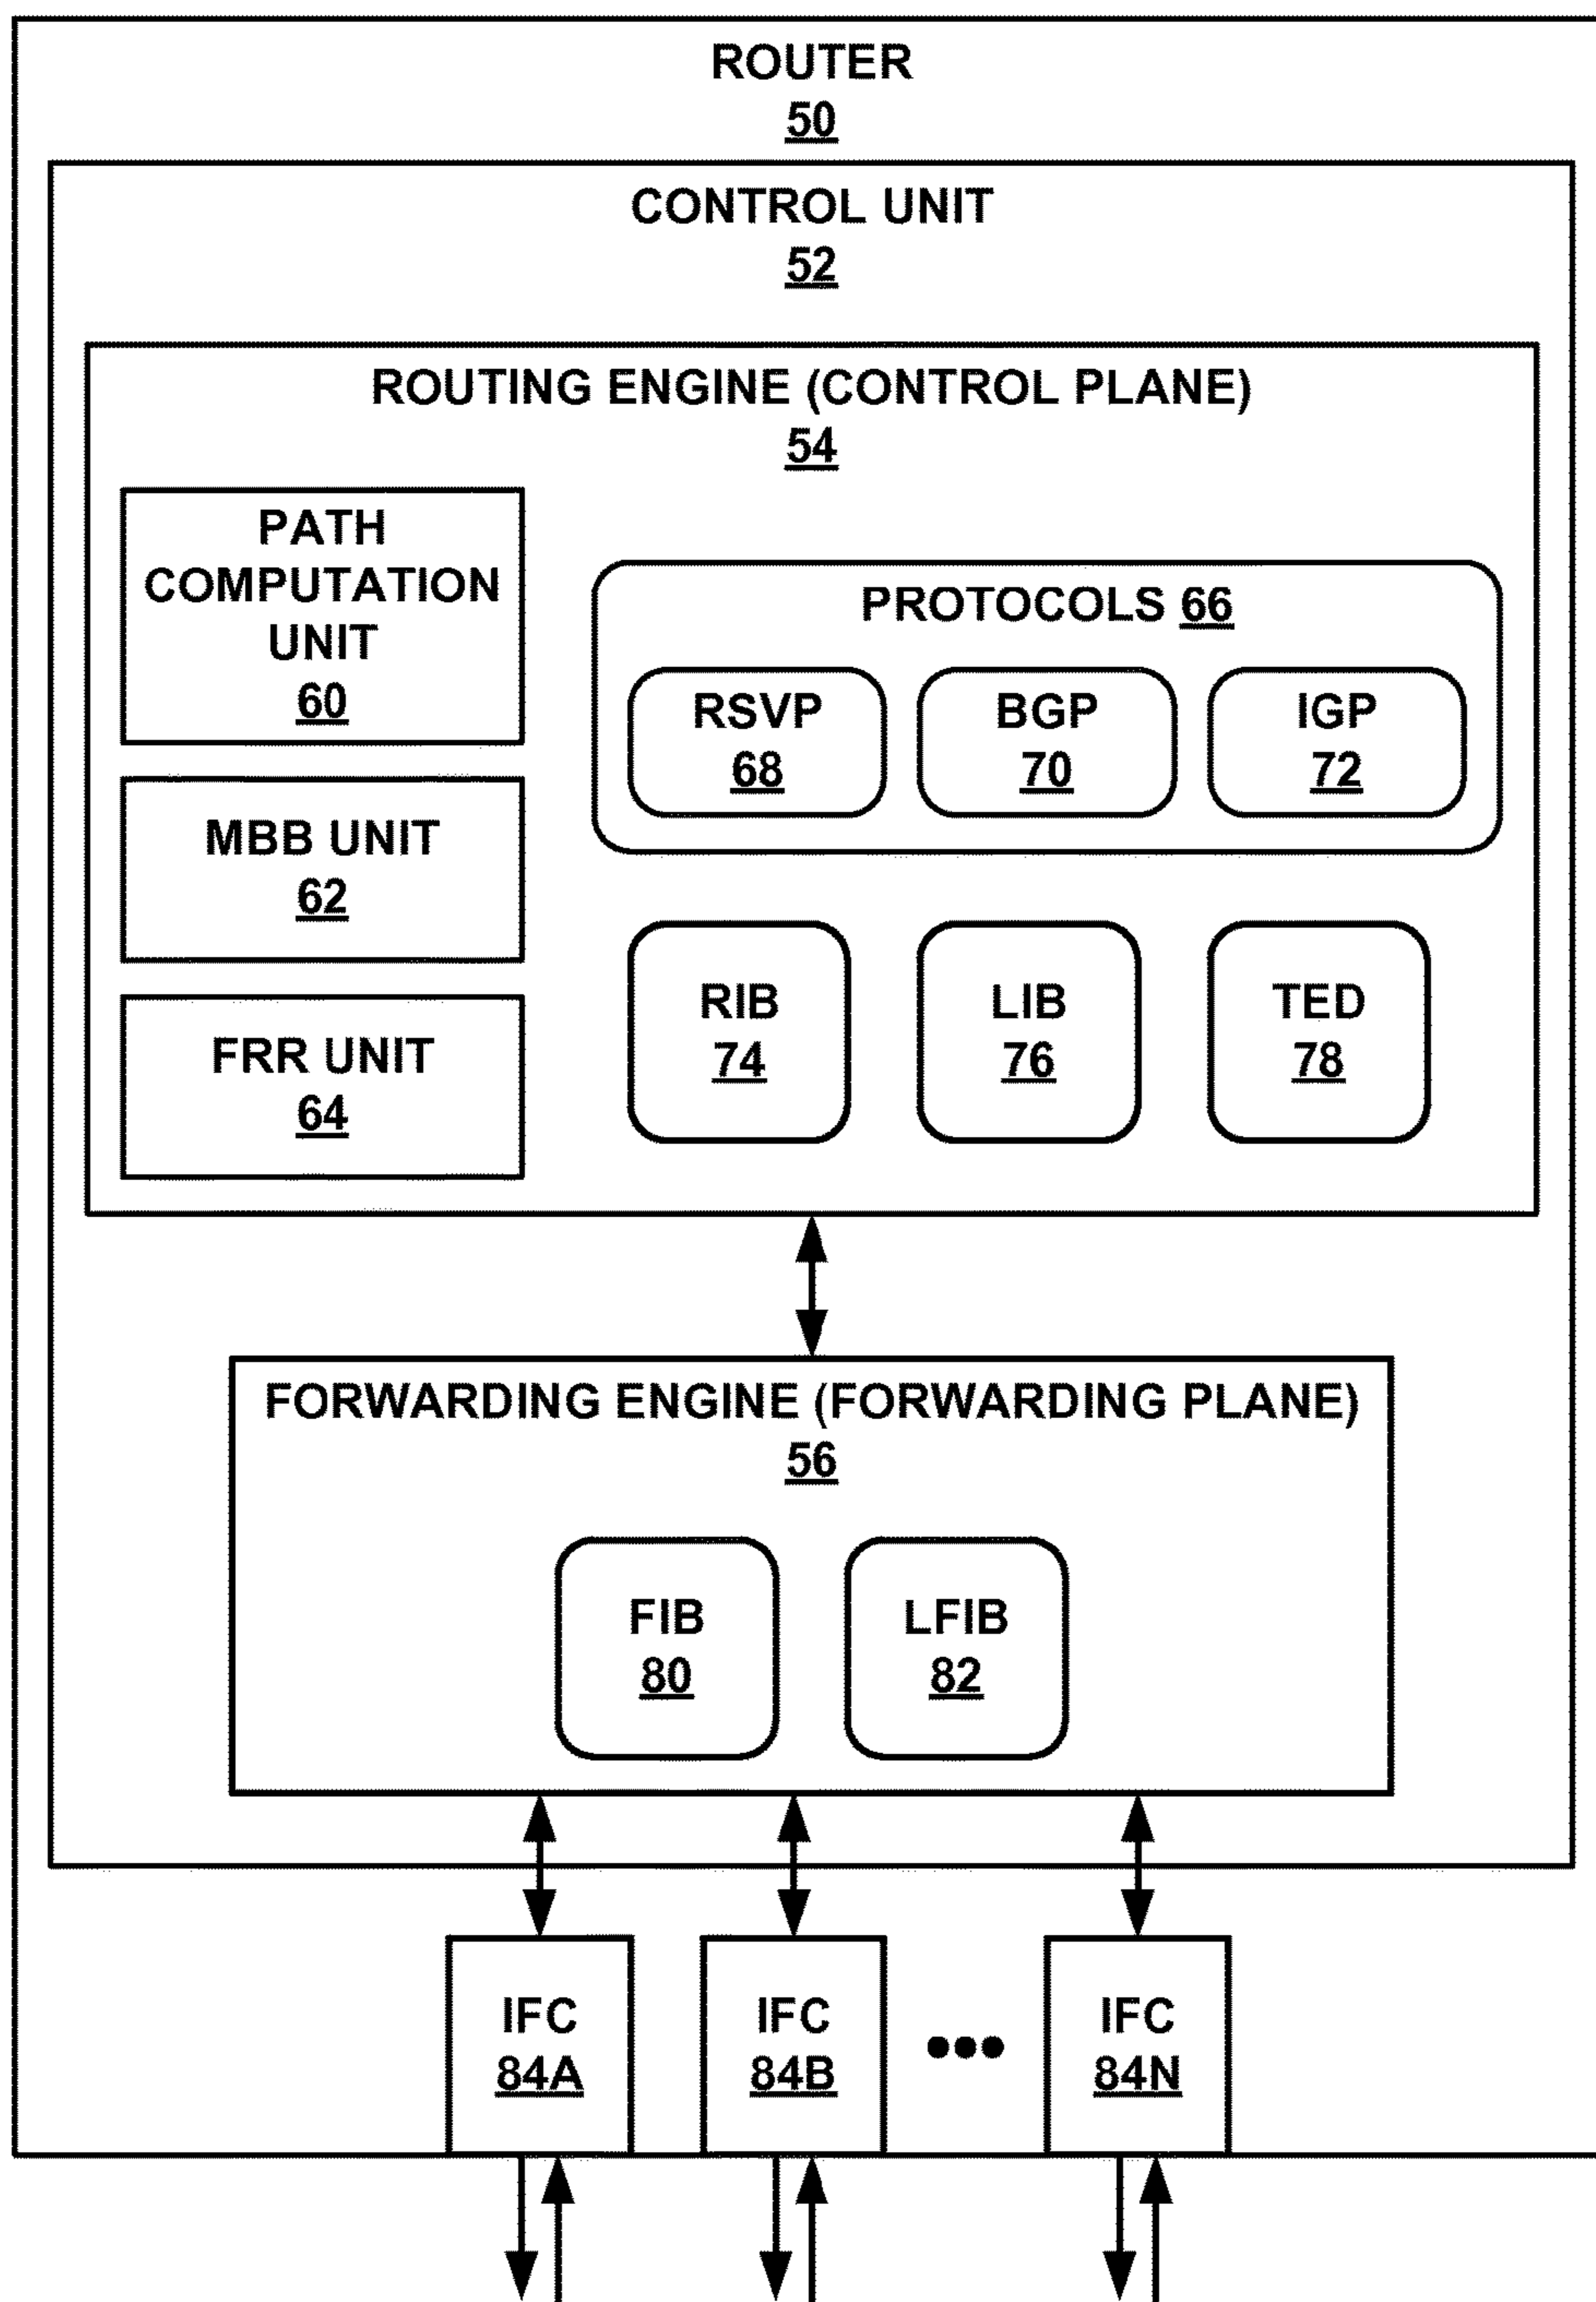 ROUTER
50
CONTROL UNIT
52
ROUTING ENGINE (CONTROL PLANE)
54
PATH
COMPUTATION
UNIT
60
MBB UNIT
62
FRR UNIT
64
PROTOCOLS 66
RSVP
68
BGP
70
IGP
72
RIB
74
LIB
76
TED
78
FORWARDING ENGINE (FORWARDING PLANE)
56
FIB
80
LFIB
82
IFC
84A
IFC
84B
•••
IFC
84N